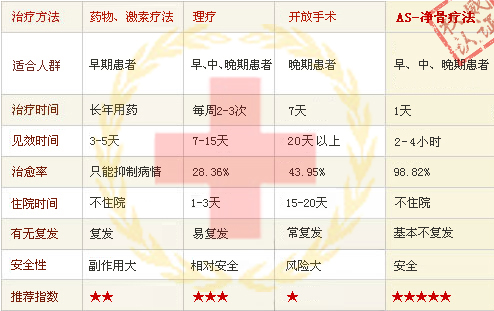 治疗方法 药物、激素疗法 理疗 开放手术 AS-净骨疗法
适合人群 早期患者 早、中、晚期患者 晚期患者 早、中、晚期患者
治疗时间 长年用药 每周2-3次 7天 1天
见效时间 3-5天 7-15天 20天以上 2-4小时
治愈率 只能抑制病情 28.36% 43.95% 98.82%
住院时间 不住院 1-3天 15-20天 不住院
有无复发 复发 易复发 常复发 基本不复发
安全性 副作用大 相对安全 风险大 安全
推荐指数 ★★ ★★★ ★ ★★★★★
认证